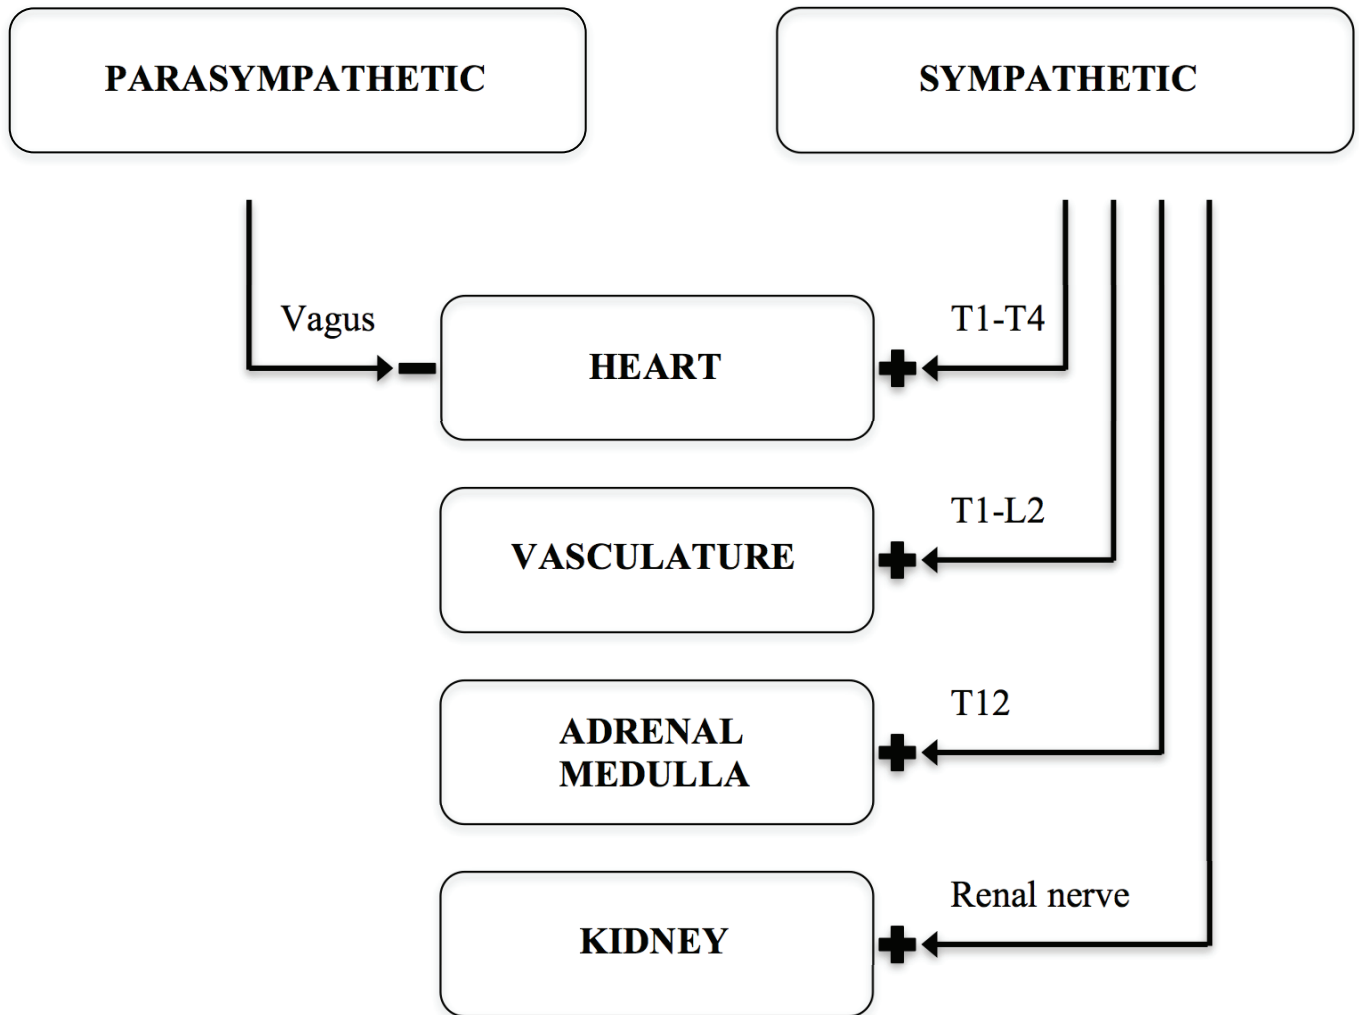 PARASYMPATHETIC
SYMPATHETIC
Vagus
HEART
T1-T4
VASCULATURE
T1-L2
ADRENAL
MEDULLA
T12
KIDNEY
Renal nerve